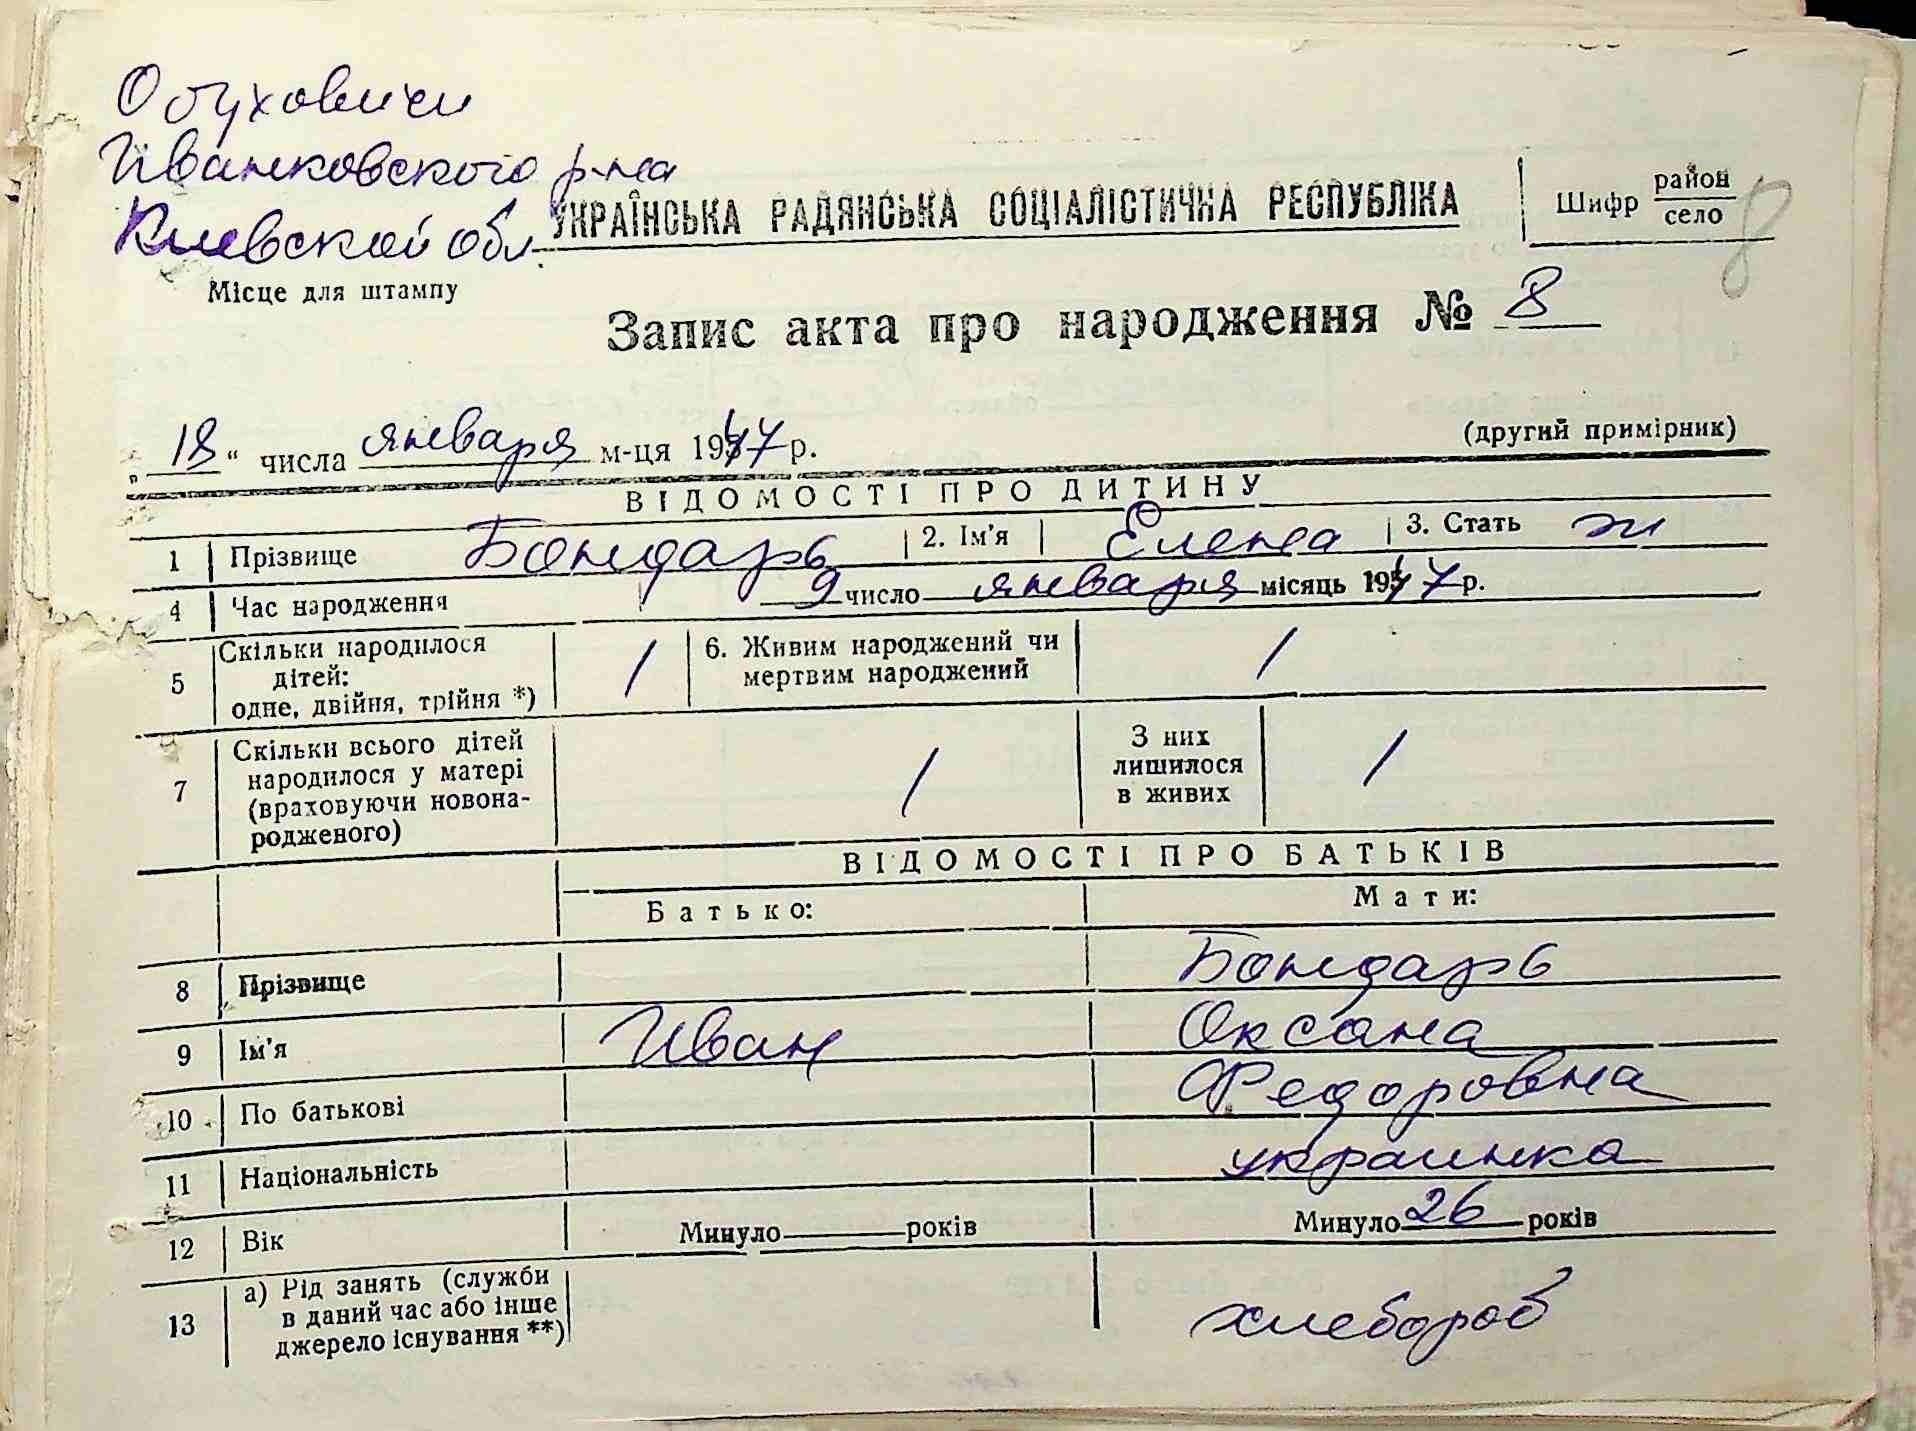 Обуховичи
Иванковского р-на
Киевской обл.
УКРАЇНСЬКА РАДЯНСЬКА СОЦІАЛІСТИЧНА РЕСПУБЛІКА
Шифр район село 8
Місце для штампу
Запис акта про народження № 8
„18“ числа января м-ця 1947 р.
(другий примірник)
ВІДОМОСТІ ПРО ДИТИНУ
1 Прізвище Бондарь 2. Ім'я Елена 3. Стать ж
4 Час народження 9 число января місяць 1947 р.
5 Скільки народилося дітей: одне, двійня, трійня *) / 6. Живим народжений чи мертвим народжений /
7 Скільки всього дітей народилося у матері (враховуючи новонародженого) / З них лишилося в живих /
ВІДОМОСТІ ПРО БАТЬКІВ
Батько: Мати:
8 Прізвище Бондарь
9 Ім'я Иван Оксана
10 По батькові Федоровна
11 Національність украинка
12 Вік Минуло років Минуло 26 років
13 а) Рід занять (служби в даний час або інше джерело існування **) хлебороб